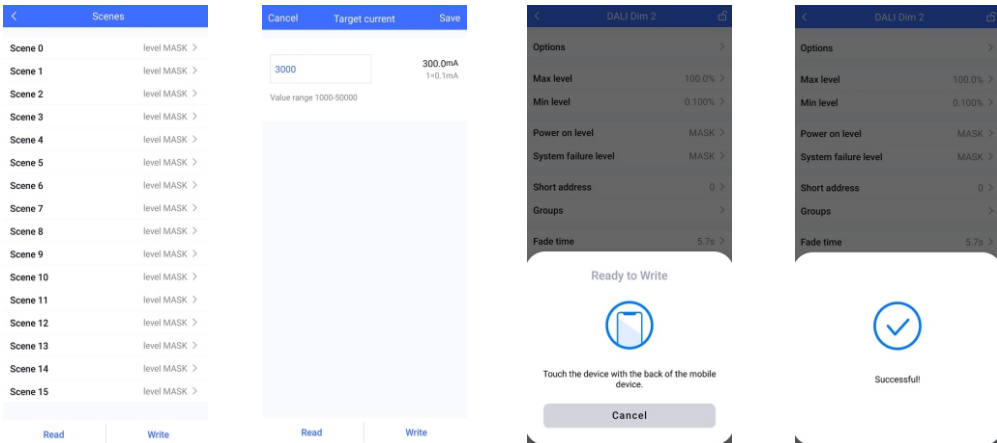 Scenes
Scene 0 level MASK
Scene 1 level MASK
Scene 2 level MASK
Scene 3 level MASK
Scene 4 level MASK
Scene 5 level MASK
Scene 6 level MASK
Scene 7 level MASK
Scene 8 level MASK
Scene 9 level MASK
Scene 10 level MASK
Scene 11 level MASK
Scene 12 level MASK
Scene 13 level MASK
Scene 14 level MASK
Scene 15 level MASK
Read Write
Cancel Target current Save
3000 300.0mA
1=0.1mA
Value range 1000-50000
Read Write
DALI Dim 2
Options
Max level 100.0%
Min level 0.100%
Power on level MASK
System failure level MASK
Short address 0
Groups
Fade time 5.7s
Ready to Write
Touch the device with the back of the mobile
device.
Cancel
DALI Dim 2
Options
Max level 100.0%
Min level 0.100%
Power on level MASK
System failure level MASK
Short address 0
Groups
Fade time 5.7s
Successful!